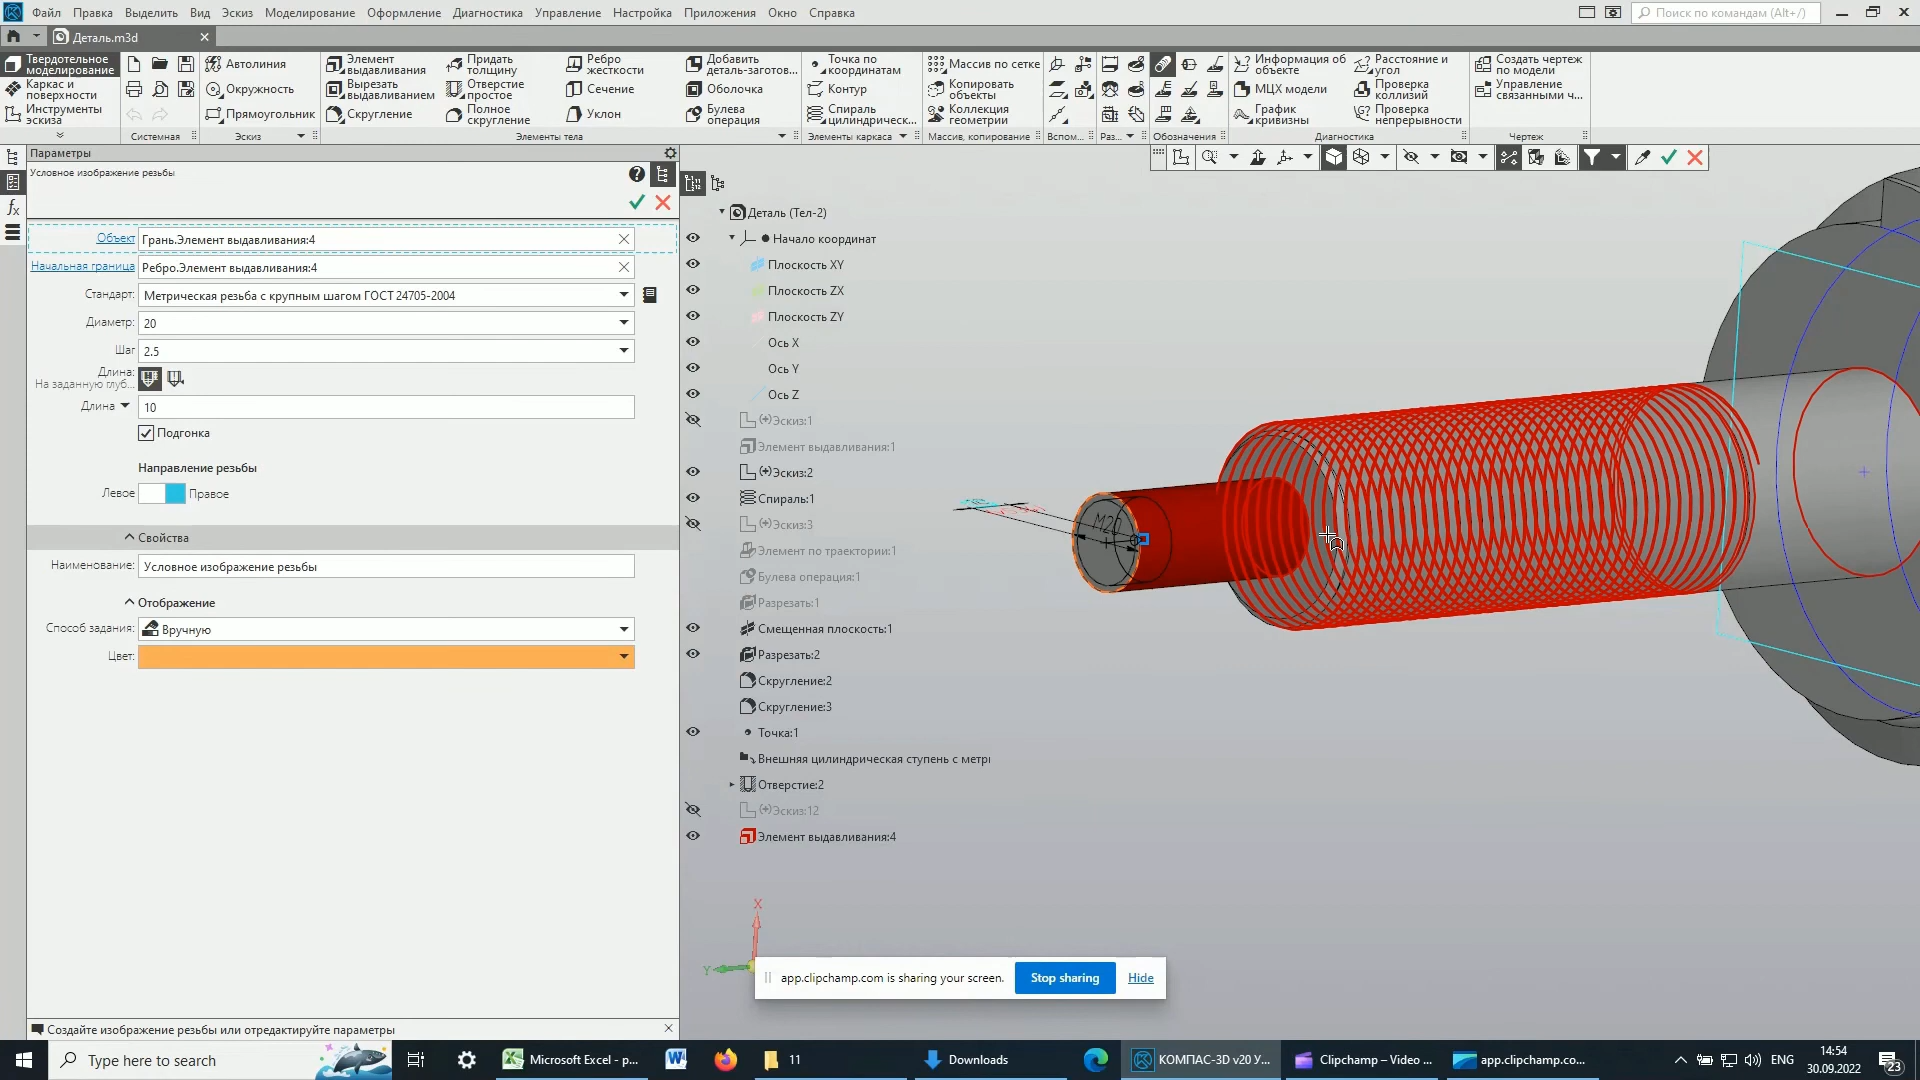 Файл Правка Выделить Вид Эскиз Моделирование Оформление Диагностика Управление Настройка Приложения Окно Справка
Поиск по командам (Alt+/)
Деталь.m3d
Твердотельное моделирование
Каркас и поверхности
Инструменты эскиза
Системная
Автолиния
Окружность
Прямоугольник
Эскиз
Элемент выдавливания
Вырезать выдавливанием
Скругление
Придать толщину
Отверстие простое
Полное скругление
Ребро жесткости
Сечение
Уклон
Добавить деталь-заготов...
Оболочка
Булева операция
Элементы тела
Точка по координатам
Контур
Спираль цилиндрическ...
Элементы каркаса
Массив по сетке
Копировать объекты
Коллекция геометрии
Массив, копирование
Вспом...
Раз...
Обозначения
Информация об объекте
МЦХ модели
График кривизны
Расстояние и угол
Проверка коллизий
Проверка непрерывности
Диагностика
Создать чертеж по модели
Управление связанными ч...
Чертеж
Параметры
Условное изображение резьбы
Объект Грань.Элемент выдавливания:4
Начальная граница Ребро.Элемент выдавливания:4
Стандарт: Метрическая резьба с крупным шагом ГОСТ 24705-2004
Диаметр: 20
Шаг 2.5
Длина:
На заданную глуб...
Длина 10
Подгонка
Направление резьбы
Левое Правое
Свойства
Наименование: Условное изображение резьбы
Отображение
Способ задания: Вручную
Цвет:
Создайте изображение резьбы или отредактируйте параметры
Деталь (Тел-2)
Начало координат
Плоскость XY
Плоскость ZX
Плоскость ZY
Ось X
Ось Y
Ось Z
(+)Эскиз:1
Элемент выдавливания:1
(+)Эскиз:2
Спираль:1
(+)Эскиз:3
Элемент по траектории:1
Булева операция:1
Разрезать:1
Смещенная плоскость:1
Разрезать:2
Скругление:2
Скругление:3
Точка:1
Внешняя цилиндрическая ступень с метр
Отверстие:2
(+)Эскиз:12
Элемент выдавливания:4
M20
X
Y
app.clipchamp.com is sharing your screen. Stop sharing Hide
Type here to search
Microsoft Excel - p...
11
Downloads
КОМПАС-3D v20 У...
Clipchamp – Video ...
app.clipchamp.co...
ENG
14:54
30.09.2022
23